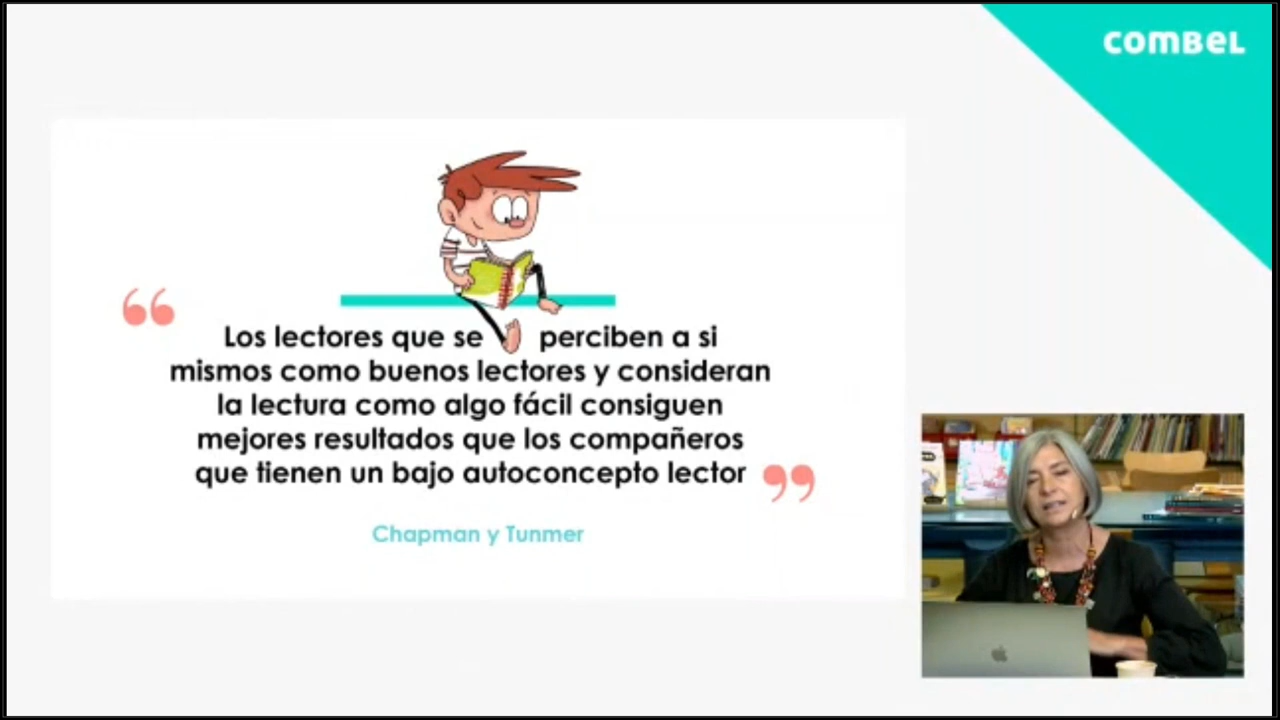 COMBEL
Los lectores que se perciben a si
mismos como buenos lectores y consideran
la lectura como algo fácil consiguen
mejores resultados que los compañeros
que tienen un bajo autoconcepto lector
Chapman y Tunmer